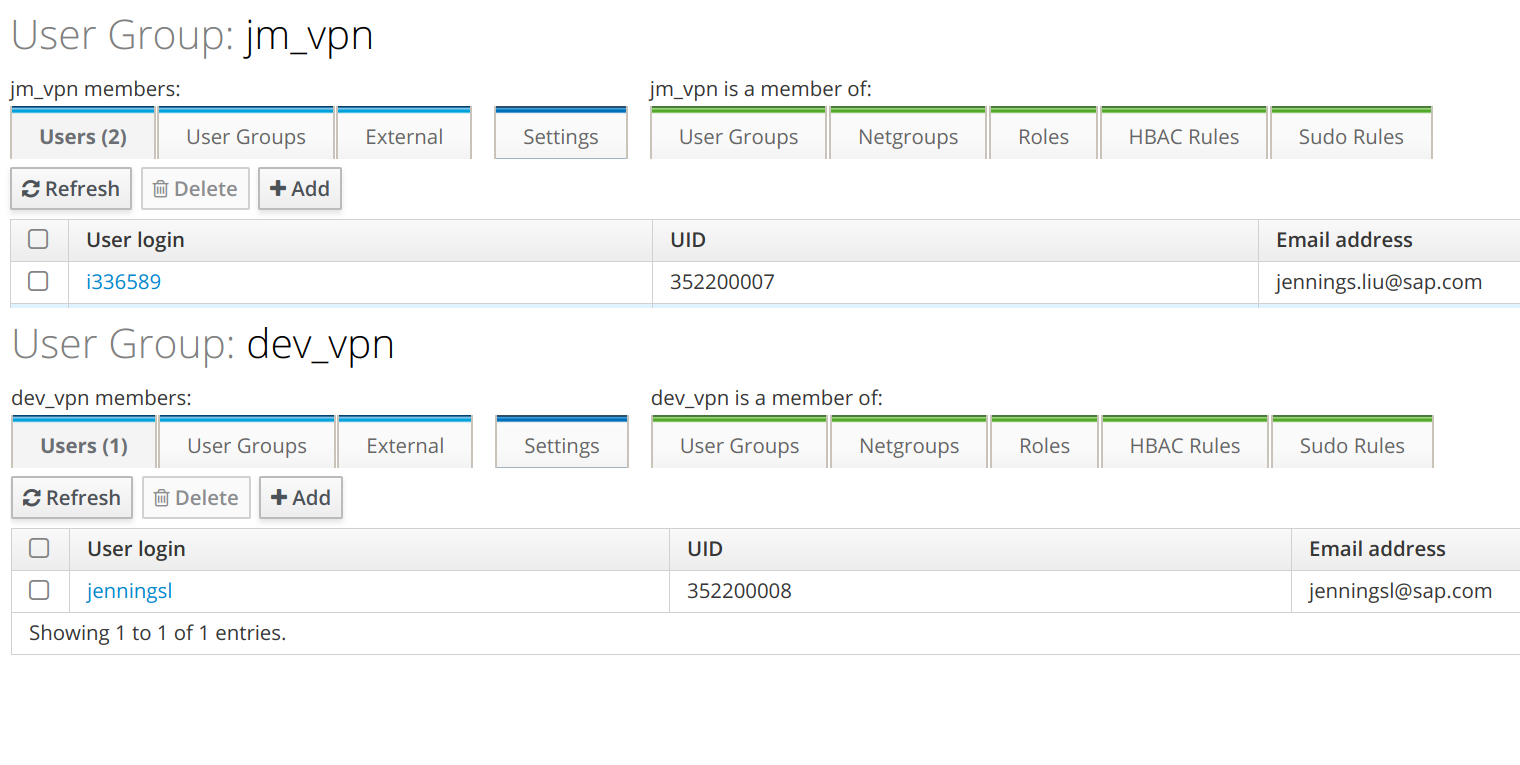 User Group: jm_vpn
jm_vpn members: jm_vpn is a member of:
Users (2) User Groups External Settings User Groups Netgroups Roles HBAC Rules Sudo Rules
Refresh Delete Add
User login UID Email address
i336589 352200007 jennings.liu@sap.com
User Group: dev_vpn
dev_vpn members: dev_vpn is a member of:
Users (1) User Groups External Settings User Groups Netgroups Roles HBAC Rules Sudo Rules
Refresh Delete Add
User login UID Email address
jenningsl 352200008 jenningsl@sap.com
Showing 1 to 1 of 1 entries.